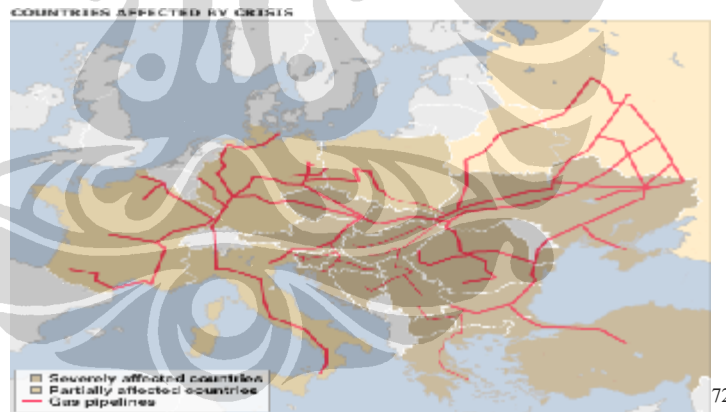 COUNTRIES AFFECTED BY CRISIS
Severely affected countries
Partially affected countries
Gas pipelines
72